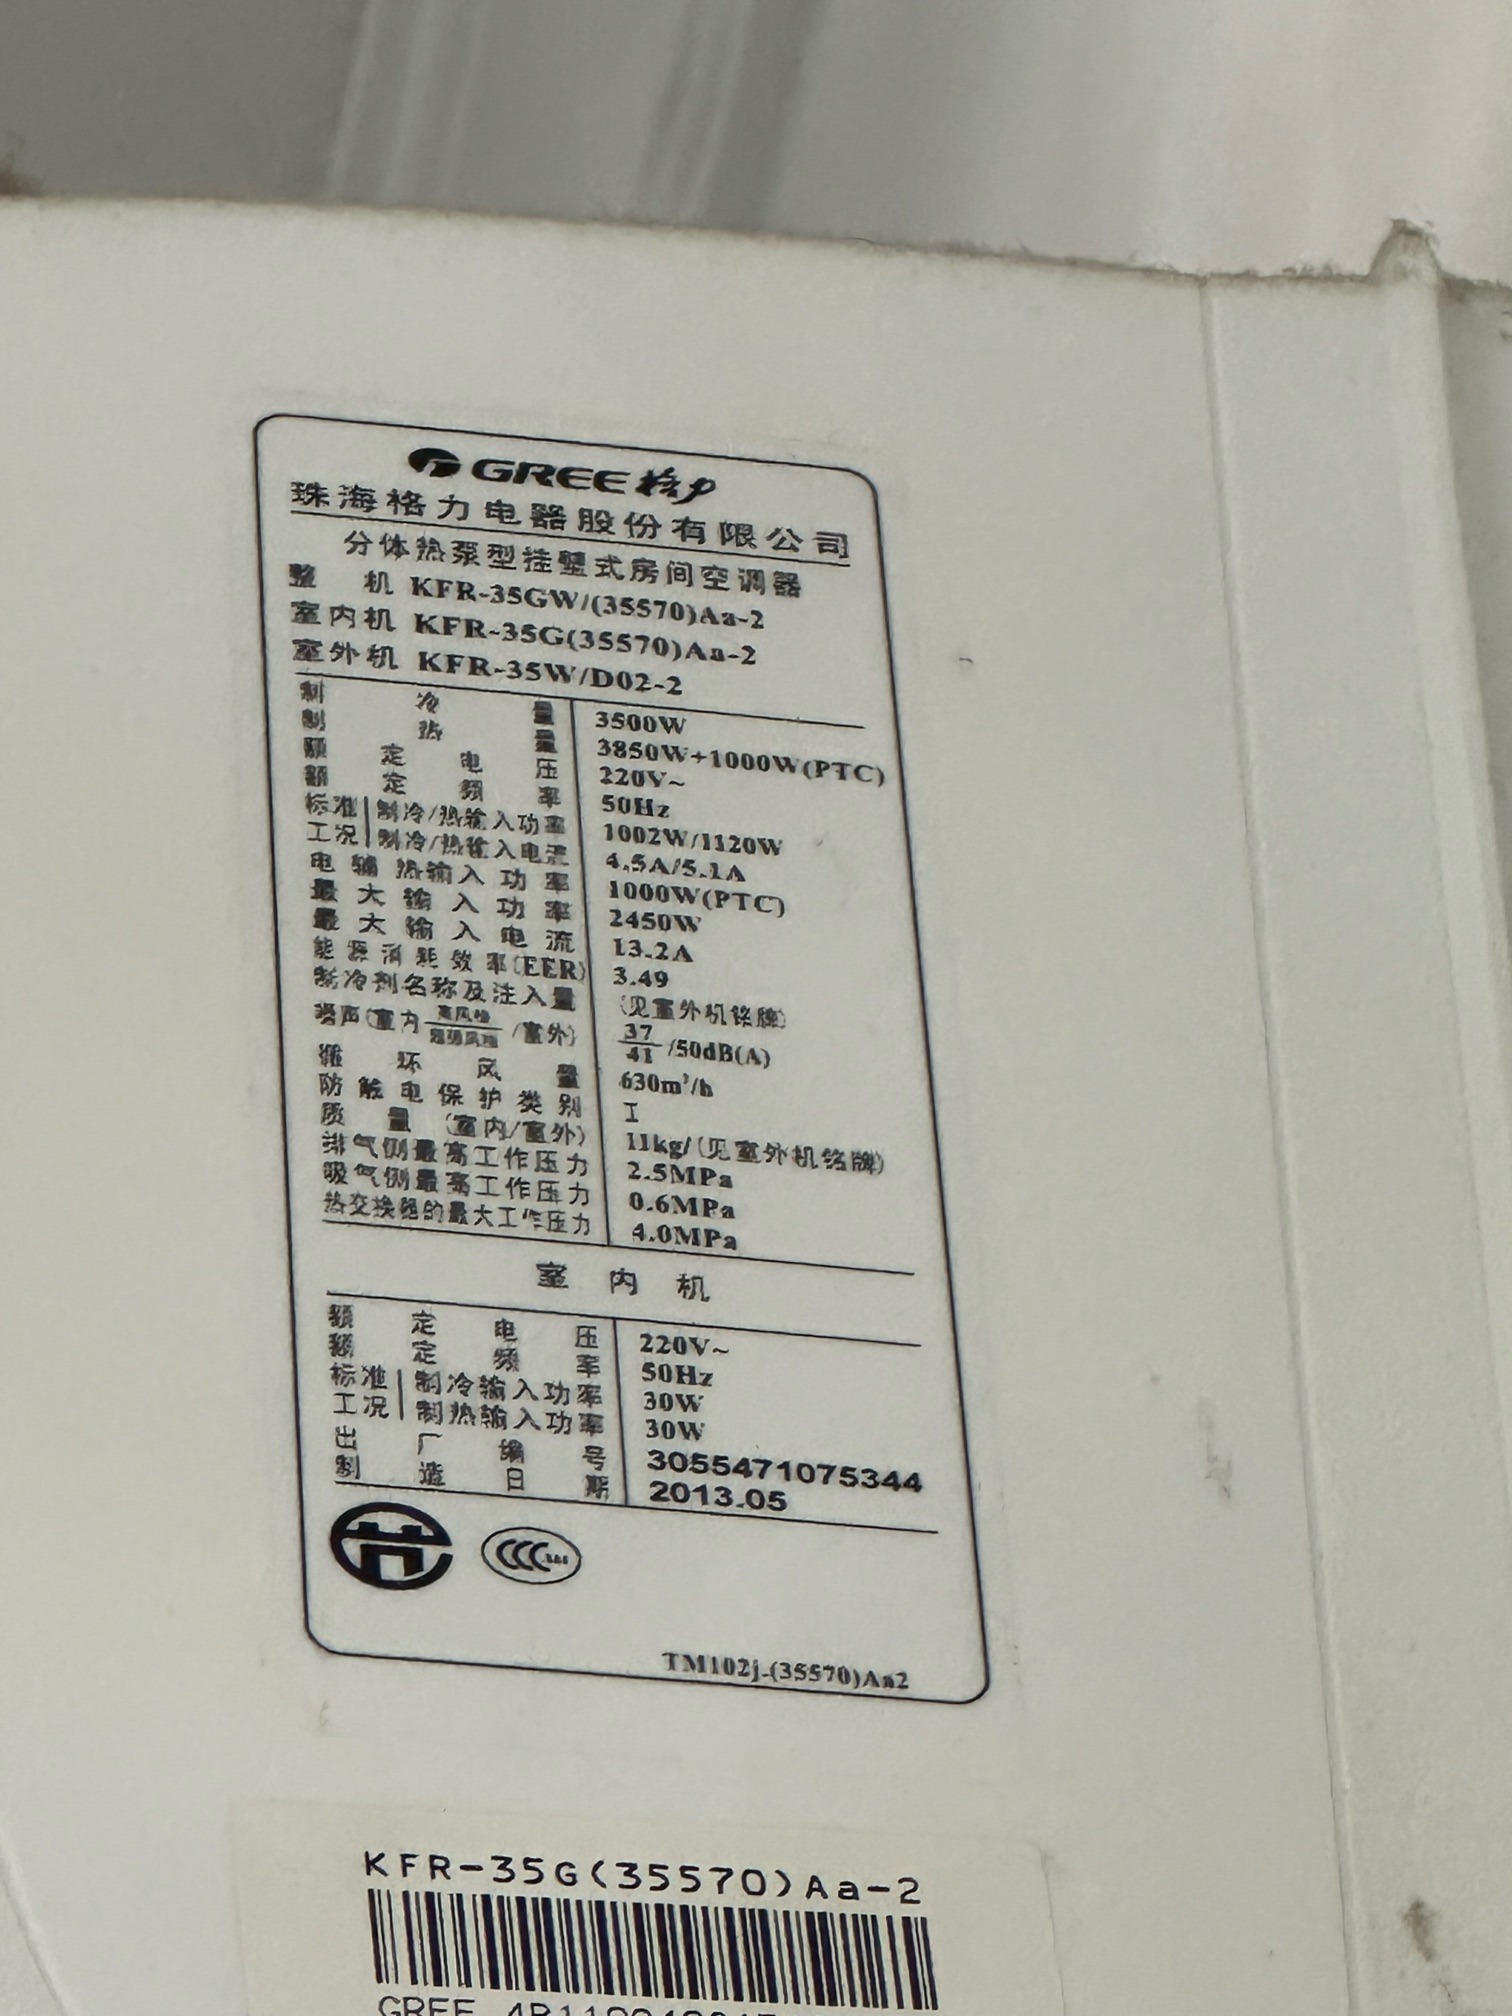 GREE 格力
珠海格力电器股份有限公司
分体热泵型挂壁式房间空调器
整 机 KFR-35GW/(35570)Aa-2
室内机 KFR-35G(35570)Aa-2
室外机 KFR-35W/D02-2
制冷量 3500W
制热量 3850W+1000W(PTC)
额定电压 220V~
额定频率 50Hz
标准 制冷/热输入功率 1002W/1120W
工况 制冷/热输入电流 4.5A/5.1A
电辅热输入功率 1000W(PTC)
最大输入功率 2450W
最大输入电流 13.2A
能源消耗效率(EER) 3.49
制冷剂名称及注入量 (见室外机铭牌)
噪声(室内 高风档/超强风档 /室外) 37/41 /50dB(A)
循环风量 630m³/h
防触电保护类别 I
质量(室内/室外) 11kg/(见室外机铭牌)
排气侧最高工作压力 2.5MPa
吸气侧最高工作压力 0.6MPa
热交换器的最大工作压力 4.0MPa
室内机
额定电压 220V~
额定频率 50Hz
标准 制冷输入功率 30W
工况 制热输入功率 30W
出厂编号 3055471075344
制造日期 2013.05
节 CCC
TM102j-(35570)Aa2
KFR-35G(35570)Aa-2
GREE